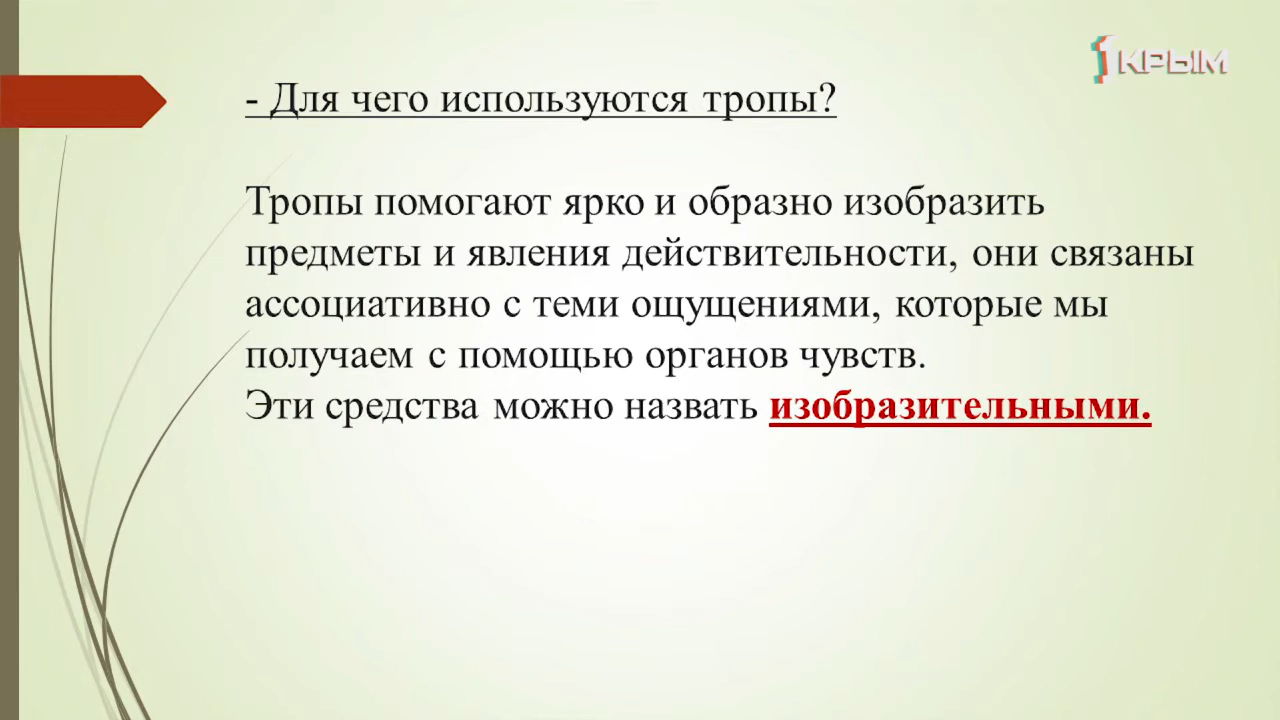 1 КРЫМ
- Для чего используются тропы?
Тропы помогают ярко и образно изобразить
предметы и явления действительности, они связаны
ассоциативно с теми ощущениями, которые мы
получаем с помощью органов чувств.
Эти средства можно назвать изобразительными.